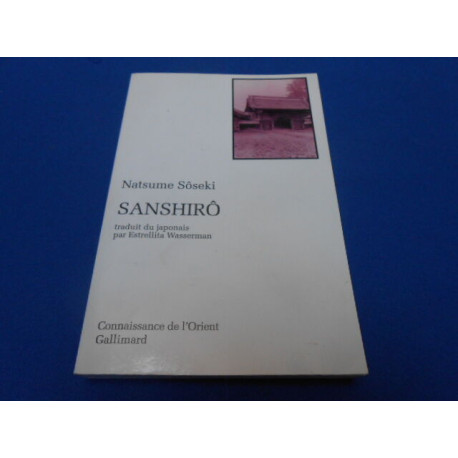 Natsume Sôseki
SANSHIRÔ
traduit du japonais
par Estrellita Wasserman
Connaissance de l'Orient
Gallimard